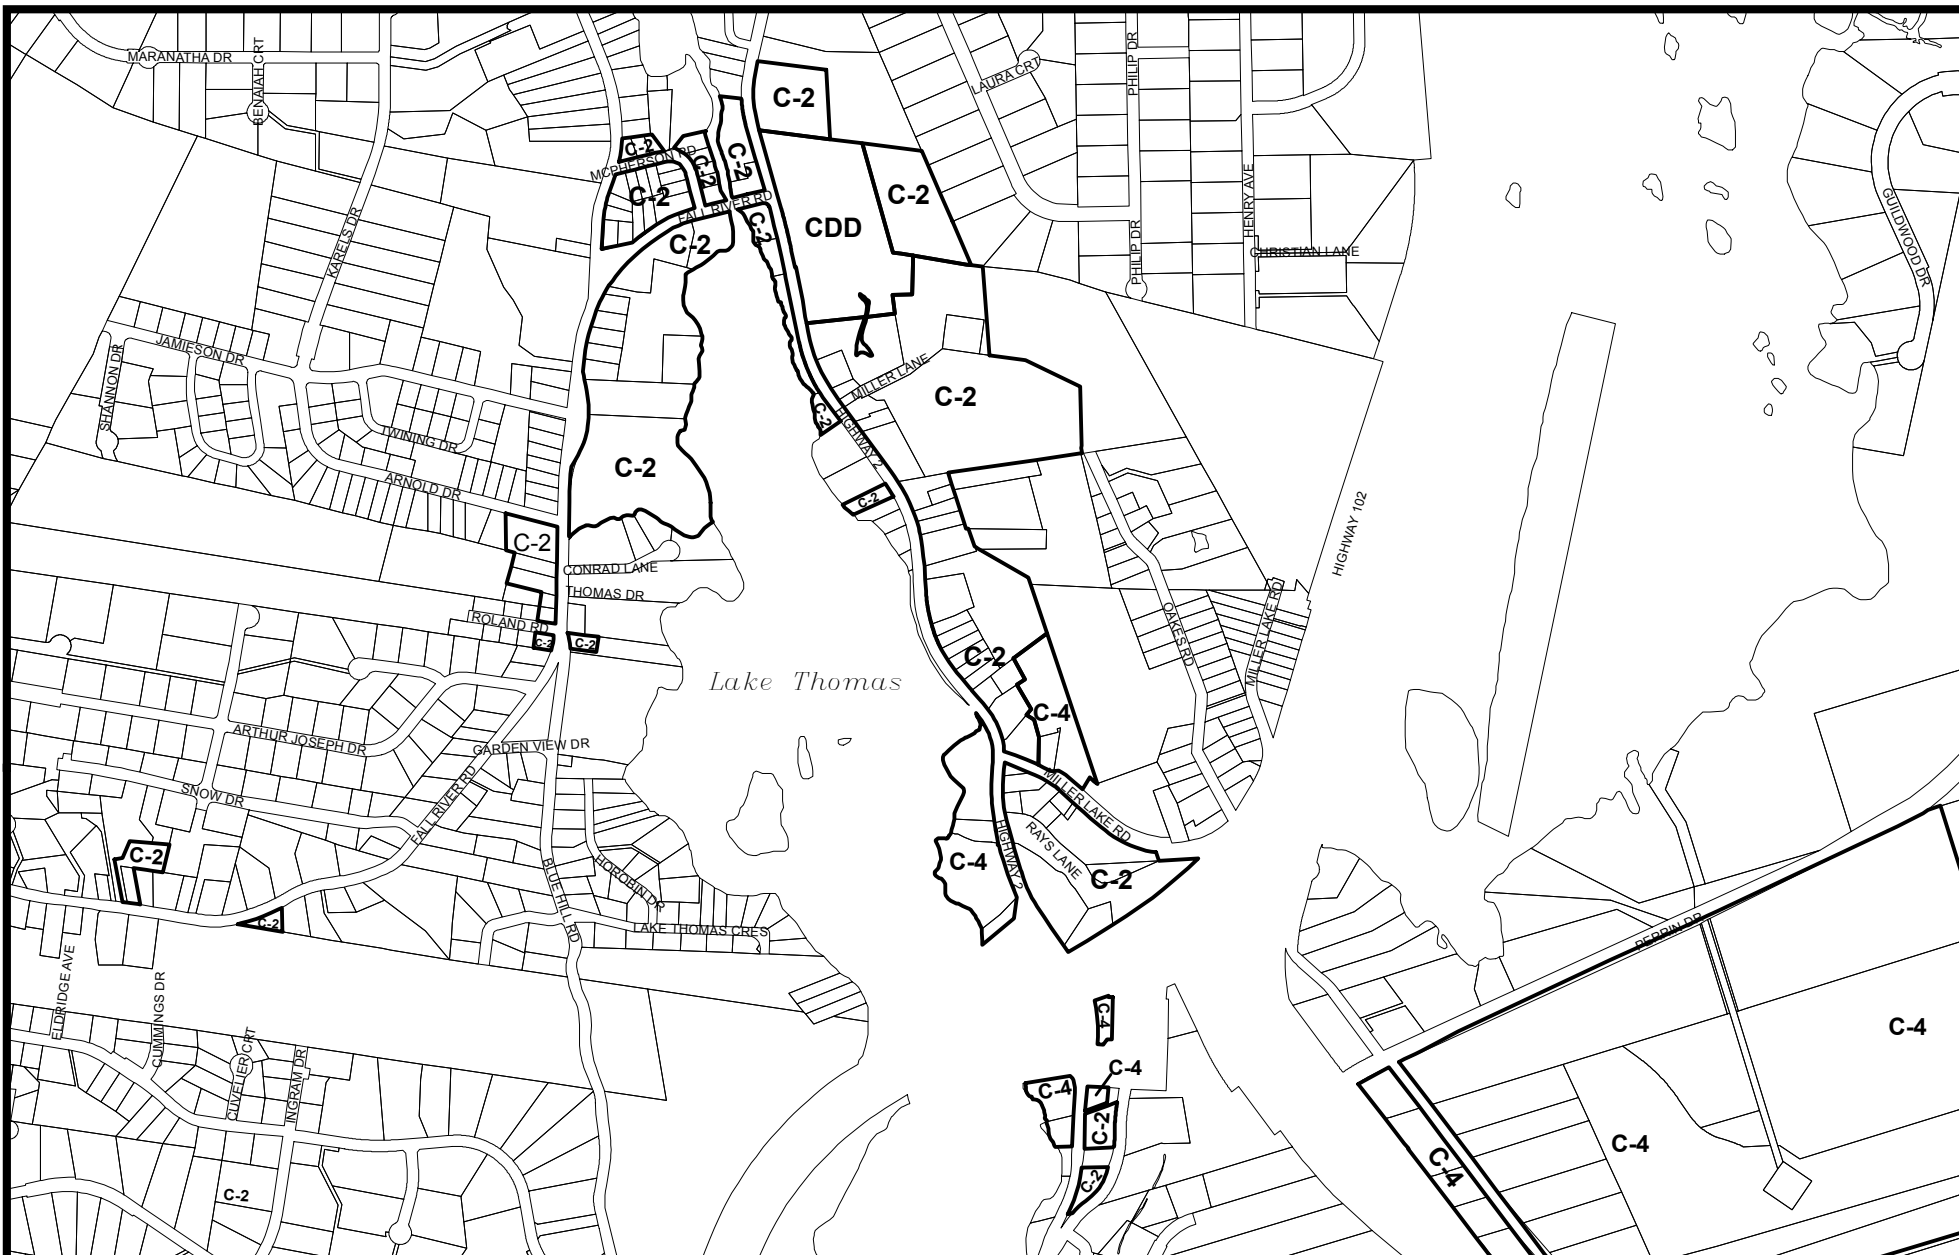 MARANATHA DR
BENAIAH CRT
KARELS DR
C-2
LAURA CRT
PHILIP DR
HENRY AVE
GUILDWOOD DR
C-2
MCPHERSON RD
C-2
C-2
C-2
C-2
FALL RIVER RD
C-2
CDD
PHILIP DR
CHRISTIAN LANE
C-2
C-2
JAMIESON DR
SHANNON DR
TWINING DR
ARNOLD DR
MILLER LANE
C-2
C-2
HIGHWAY 2
C-2
C-2
HIGHWAY 102
C-2
CONRAD LANE
THOMAS DR
ROLAND RD
C-2
C-2
OAKES RD
MILLER LAKE RD
C-2
Lake Thomas
C-4
ARTHUR JOSEPH DR
GARDEN VIEW DR
SNOW DR
FALL RIVER RD
MILLER LAKE RD
RAYS LANE
HIGHWAY 2
C-4
C-2
C-2
BLUE HILL RD
HOROBIN DR
LAKE THOMAS CRES
C-2
PERRIN DR
ELDRIDGE AVE
CUMMINGS DR
CUVELIER CRT
INGRAM DR
C-4
C-4
C-4
C-4
C-2
C-2
C-4
C-4
C-2